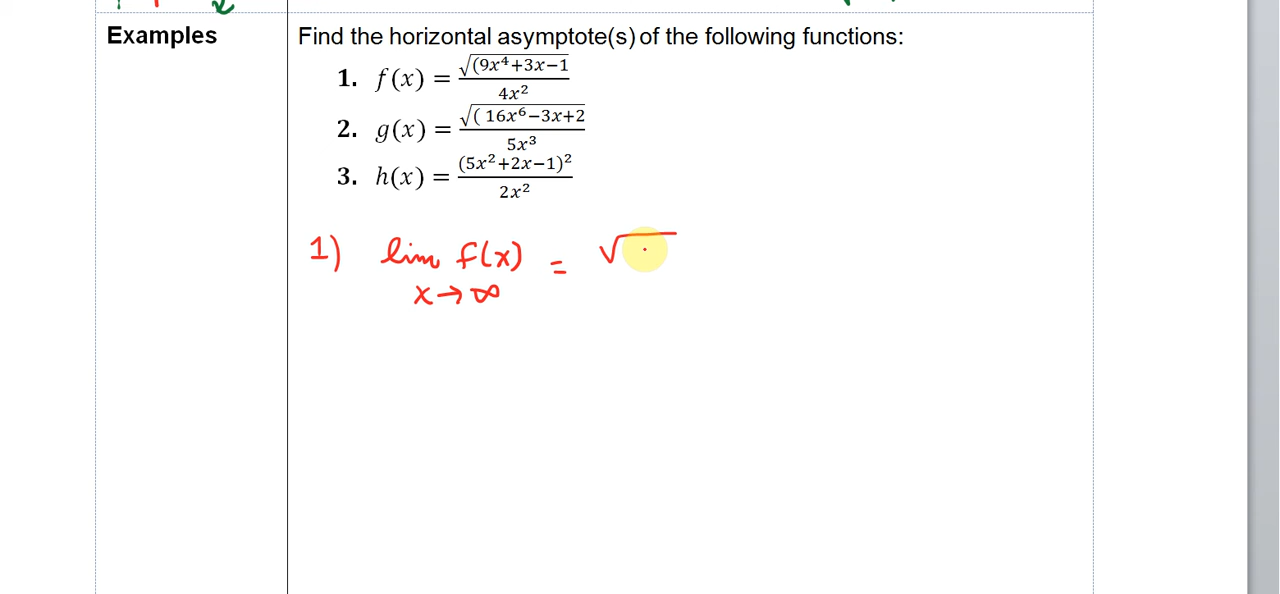 Examples
Find the horizontal asymptote(s) of the following functions:
1. f(x) = √(9x⁴+3x−1 / 4x²
2. g(x) = √( 16x⁶−3x+2 / 5x³
3. h(x) = (5x²+2x−1)² / 2x²
1) lim f(x) = √
x→∞